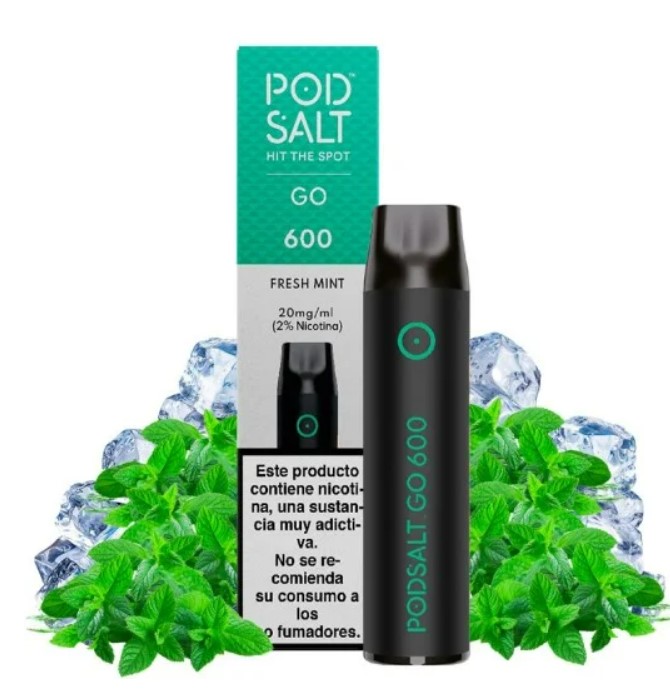 POD™
SALT
HIT THE SPOT
GO
600
FRESH MINT
20mg/ml
(2% Nicotina)
Este producto
contiene nicoti-
na, una sustan-
cia muy adicti-
va.
No se re-
comienda
su consumo a
los
o fumadores.
PODSALT GO 600